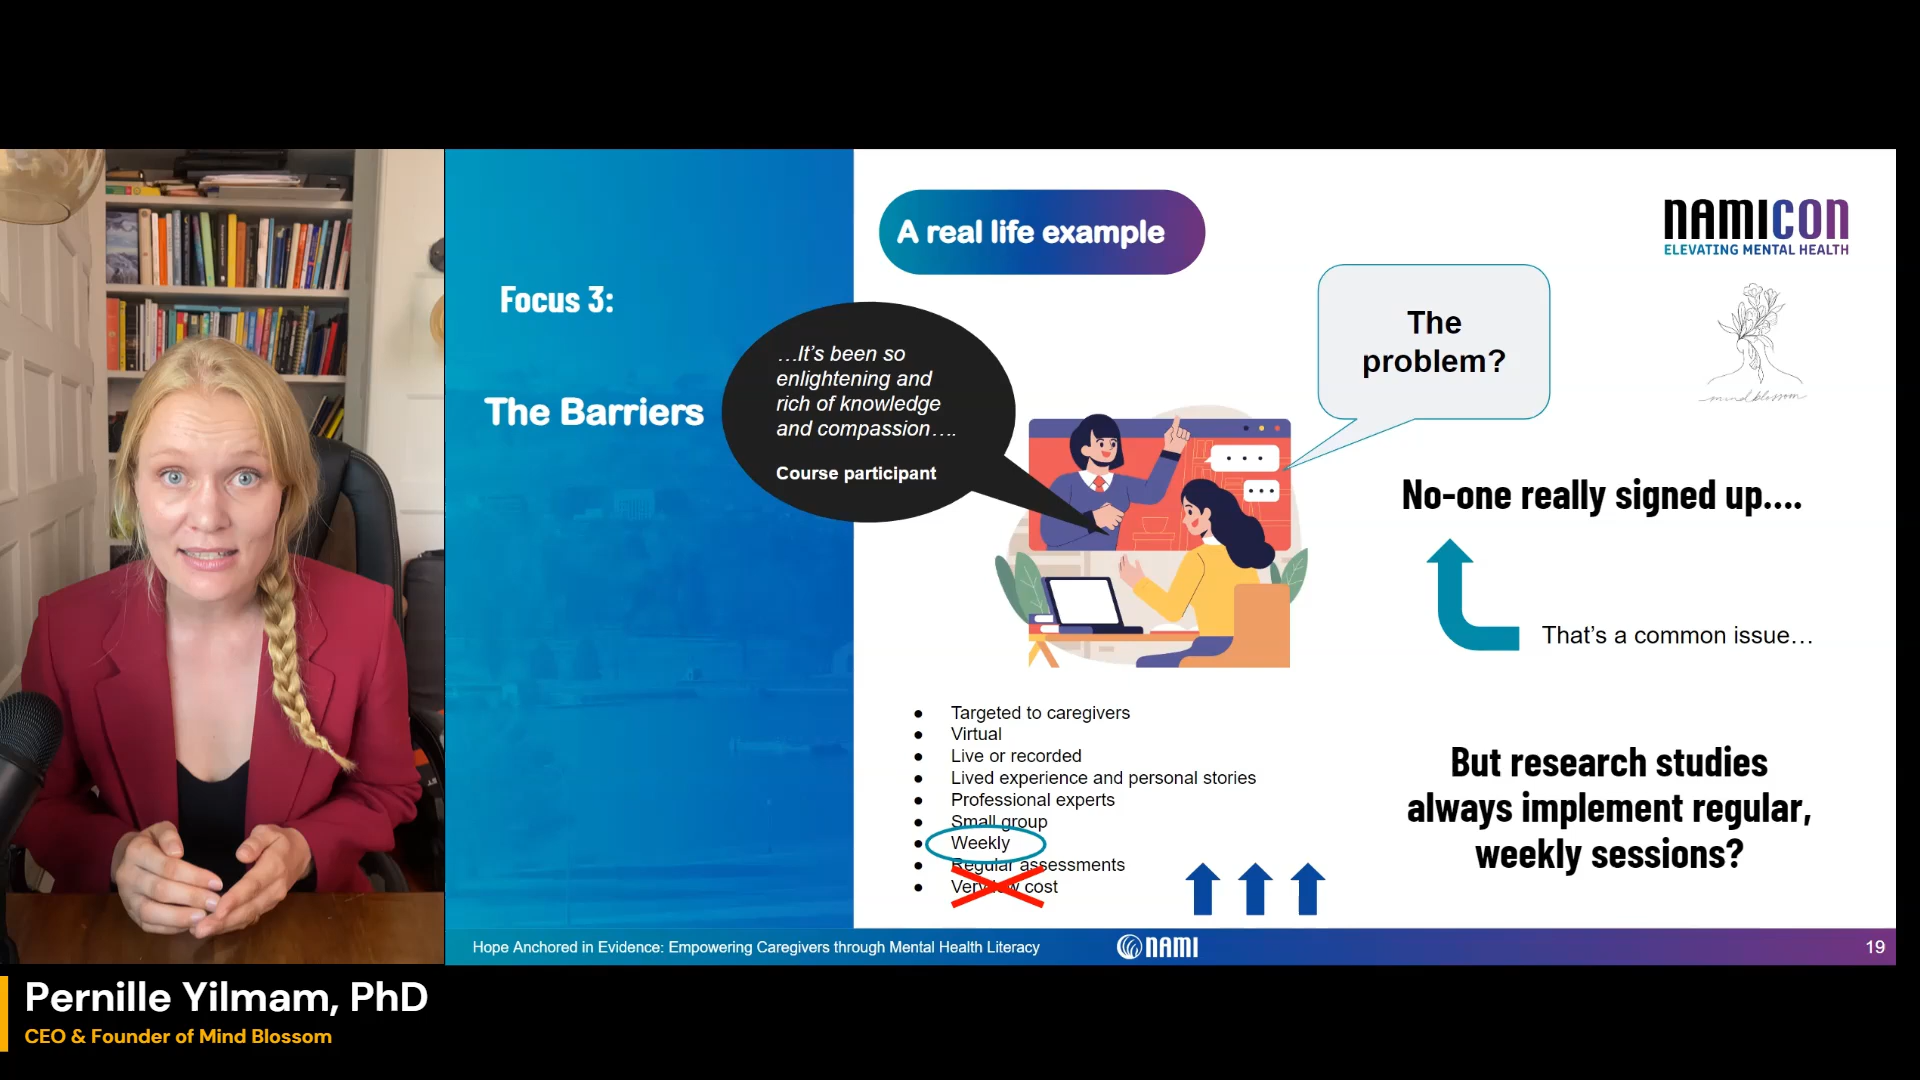 A real life example
NAMICON
ELEVATING MENTAL HEALTH
Focus 3:
The Barriers
…It's been so
enlightening and
rich of knowledge
and compassion….
Course participant
The
problem?
mindblossom
No-one really signed up....
That's a common issue…
● Targeted to caregivers
● Virtual
● Live or recorded
● Lived experience and personal stories
● Professional experts
● Small group
● Weekly
● Regular assessments
● Very low cost
But research studies
always implement regular,
weekly sessions?
Hope Anchored in Evidence: Empowering Caregivers through Mental Health Literacy
NAMI
19
Pernille Yilmam, PhD
CEO & Founder of Mind Blossom